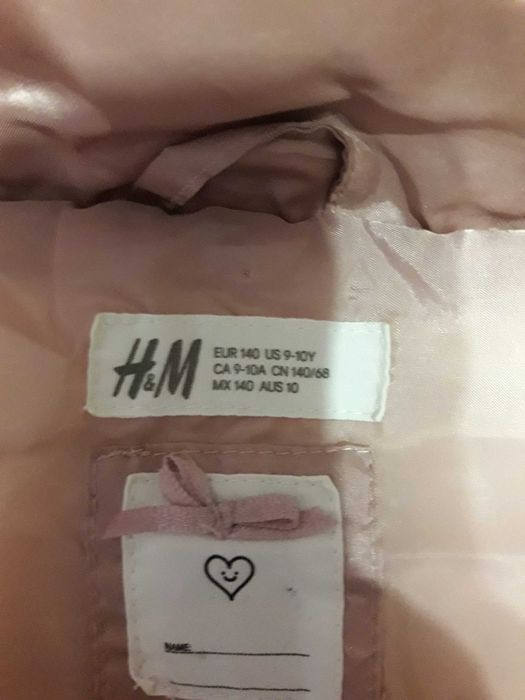 H&M
EUR 140 US 9-10Y
CA 9-10A CN 140/68
MX 140 AUS 10
NAME: